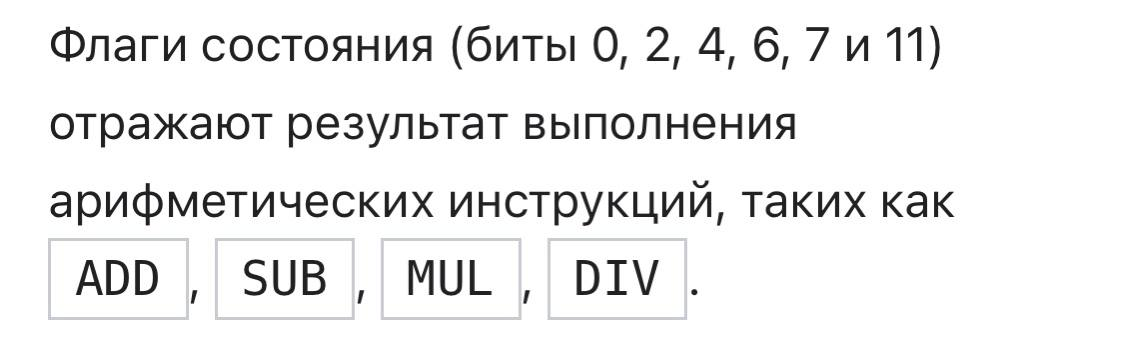 Флаги состояния (биты 0, 2, 4, 6, 7 и 11)
отражают результат выполнения
арифметических инструкций, таких как
ADD, SUB, MUL, DIV.